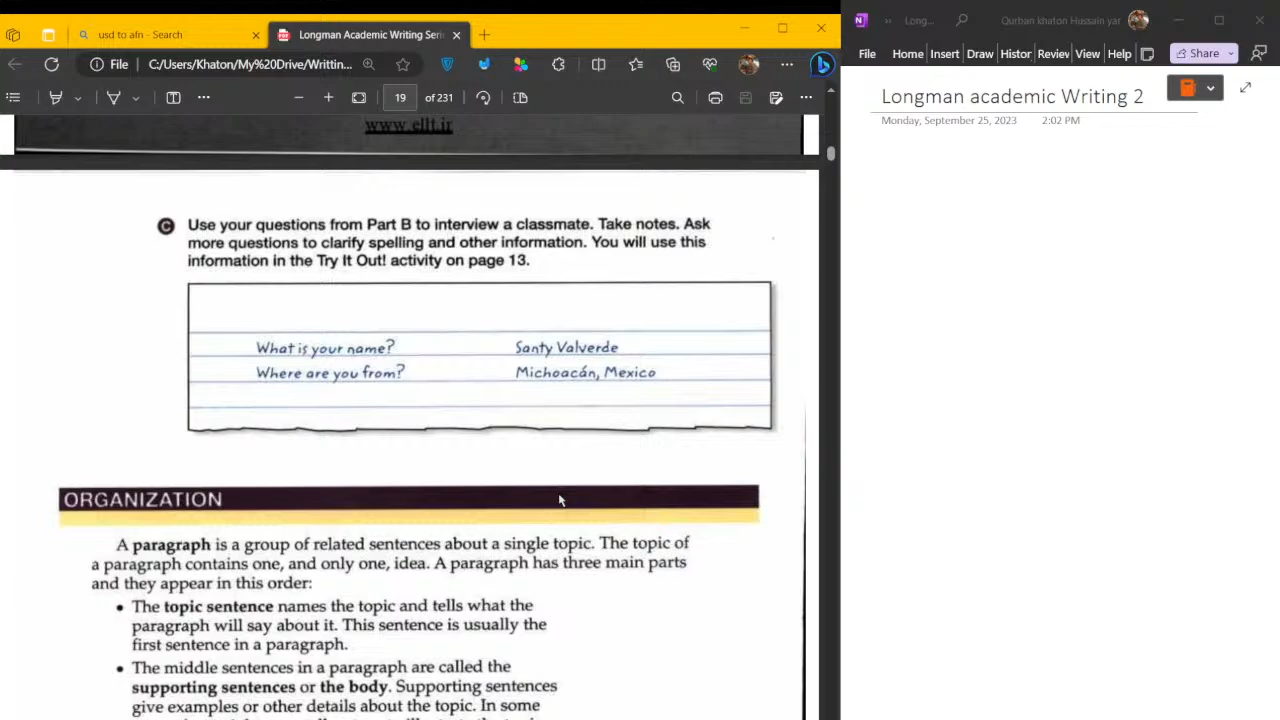 usd to afn - Search
Longman Academic Writing Seri
File
C:/Users/Khaton/My%20Drive/Writtin...
19 of 231
www.elit.ir
C Use your questions from Part B to interview a classmate. Take notes. Ask
more questions to clarify spelling and other information. You will use this
information in the Try It Out! activity on page 13.
What is your name? Santy Valverde
Where are you from? Michoacán, Mexico
ORGANIZATION
A paragraph is a group of related sentences about a single topic. The topic of
a paragraph contains one, and only one, idea. A paragraph has three main parts
and they appear in this order:
• The topic sentence names the topic and tells what the
paragraph will say about it. This sentence is usually the
first sentence in a paragraph.
• The middle sentences in a paragraph are called the
supporting sentences or the body. Supporting sentences
give examples or other details about the topic. In some
Long...
Qurban khuton Hussain yar
File Home Insert Draw Histor Review View Help Share
Longman academic Writing 2
Monday, September 25, 2023 2:02 PM